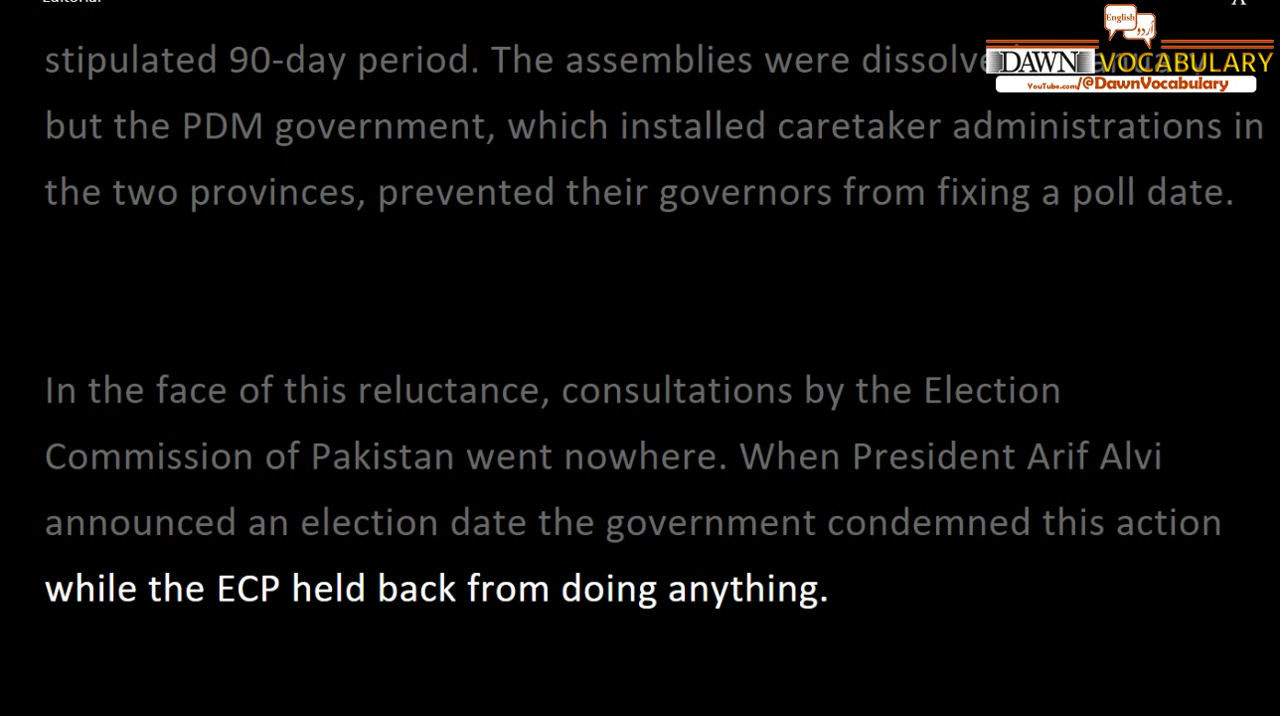 English
اُردو
DAWN VOCABULARY
YouTube.com/@DawnVocabulary
stipulated 90-day period. The assemblies were
but the PDM government, which installed caretaker administrations in
the two provinces, prevented their governors from fixing a poll date.
In the face of this reluctance, consultations by the Election
Commission of Pakistan went nowhere. When President Arif Alvi
announced an election date the government condemned this action
while the ECP held back from doing anything.